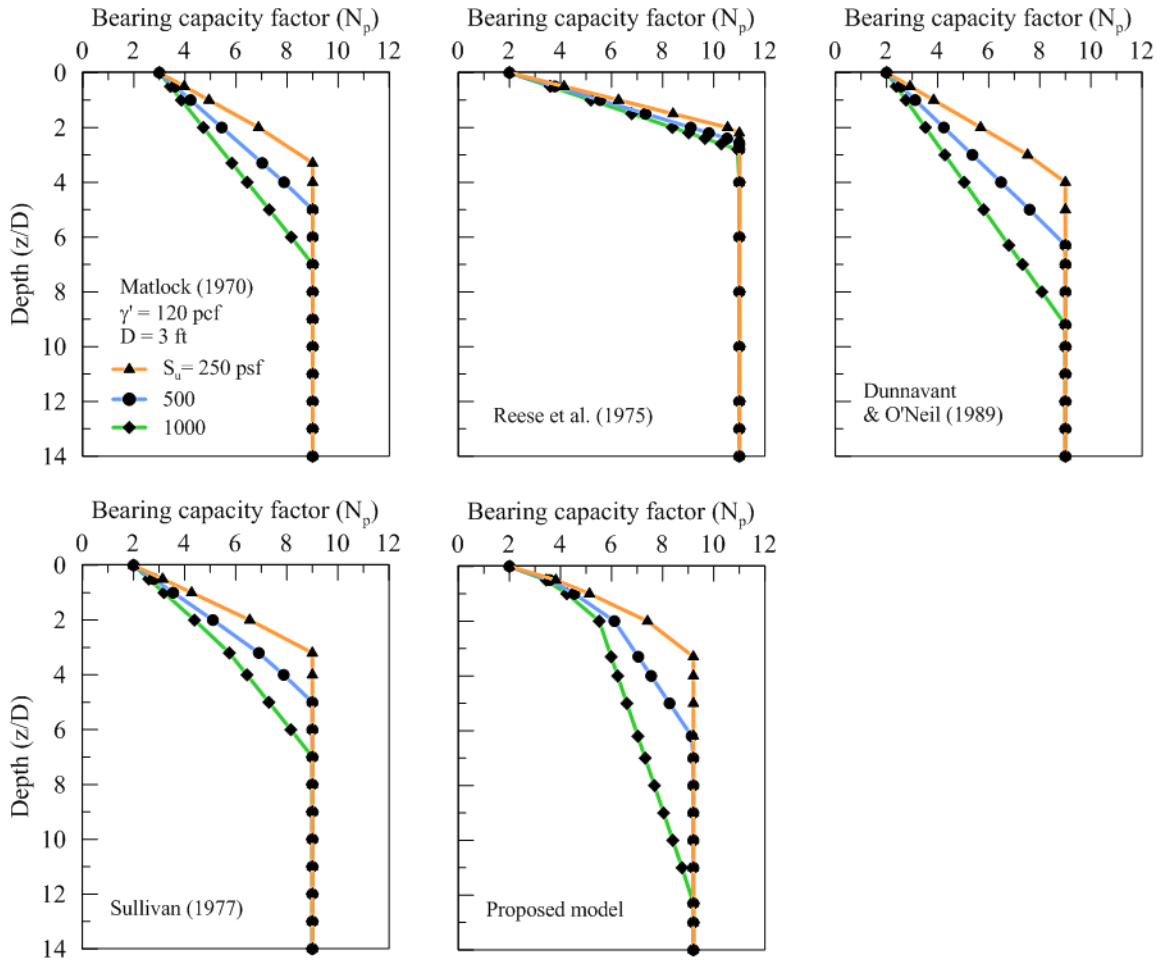 Bearing capacity factor (Nₚ)
0 2 4 6 8 10 12
0
2
4
6
8
10
12
14
Depth (z/D)
Matlock (1970)
γ' = 120 pcf
D = 3 ft
Sᵤ= 250 psf
500
1000
Bearing capacity factor (Nₚ)
0 2 4 6 8 10 12
Reese et al. (1975)
Bearing capacity factor (Nₚ)
0 2 4 6 8 10 12
Dunnavant
& O'Neil (1989)
Bearing capacity factor (Nₚ)
0 2 4 6 8 10 12
0
2
4
6
8
10
12
14
Depth (z/D)
Sullivan (1977)
Bearing capacity factor (Nₚ)
0 2 4 6 8 10 12
Proposed model